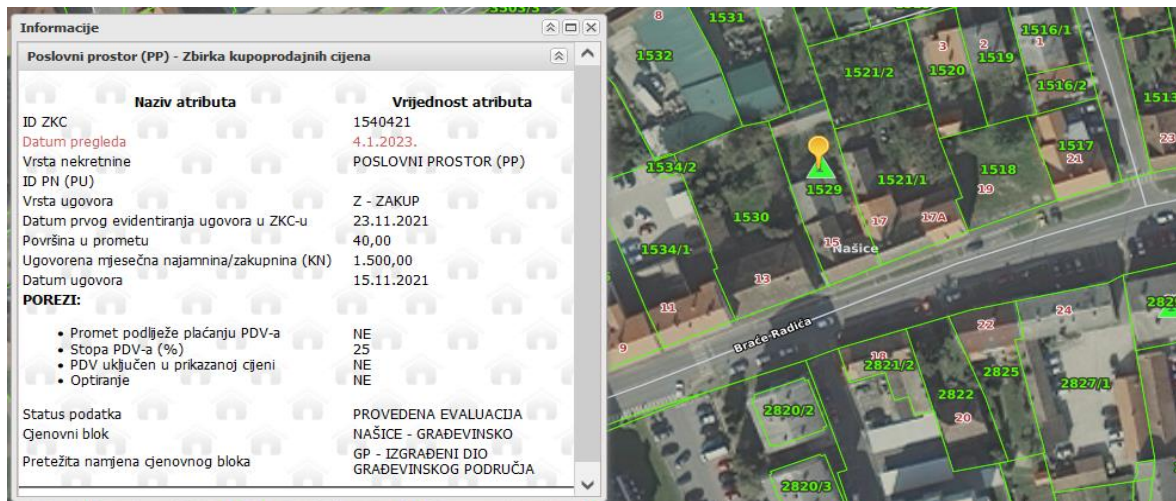 Informacije
Poslovni prostor (PP) - Zbirka kupoprodajnih cijena
Naziv atributa Vrijednost atributa
ID ZKC 1540421
Datum pregleda 4.1.2023.
Vrsta nekretnine POSLOVNI PROSTOR (PP)
ID PN (PU)
Vrsta ugovora Z - ZAKUP
Datum prvog evidentiranja ugovora u ZKC-u 23.11.2021
Površina u prometu 40,00
Ugovorena mjesečna najamnina/zakupnina (KN) 1.500,00
Datum ugovora 15.11.2021
POREZI:
• Promet podliježe plaćanju PDV-a NE
• Stopa PDV-a (%) 25
• PDV uključen u prikazanoj cijeni NE
• Optiranje NE
Status podatka PROVEDENA EVALUACIJA
Cjenovni blok NAŠICE - GRAĐEVINSKO
Pretežita namjena cjenovnog bloka GP - IZGRAĐENI DIO GRAĐEVINSKOG PODRUČJA
3503/3
8
1531
1532
1521/2
3
1520
2
1519
1516/1
1
1516/2
1513
1534/2
1529
1521/1
1518
19
1517
21
23
1530
17
17A
15
Našice
1534/1
13
11
9
Braće Radića
18
2821/2
22
24
2825
2822
20
2827/1
2820/2
2820/3